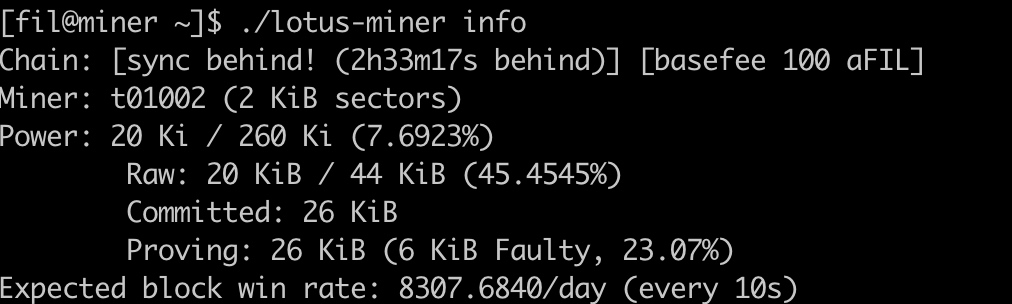 [fil@miner ~]$ ./lotus-miner info
Chain: [sync behind! (2h33m17s behind)] [basefee 100 aFIL]
Miner: t01002 (2 KiB sectors)
Power: 20 Ki / 260 Ki (7.6923%)
Raw: 20 KiB / 44 KiB (45.4545%)
Committed: 26 KiB
Proving: 26 KiB (6 KiB Faulty, 23.07%)
Expected block win rate: 8307.6840/day (every 10s)